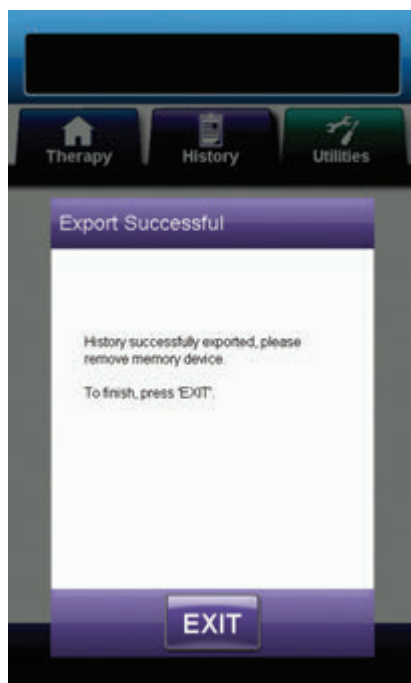 Therapy History Utilities
Export Successful
History successfully exported, please
remove memory device.
To finish, press 'EXIT'.
EXIT